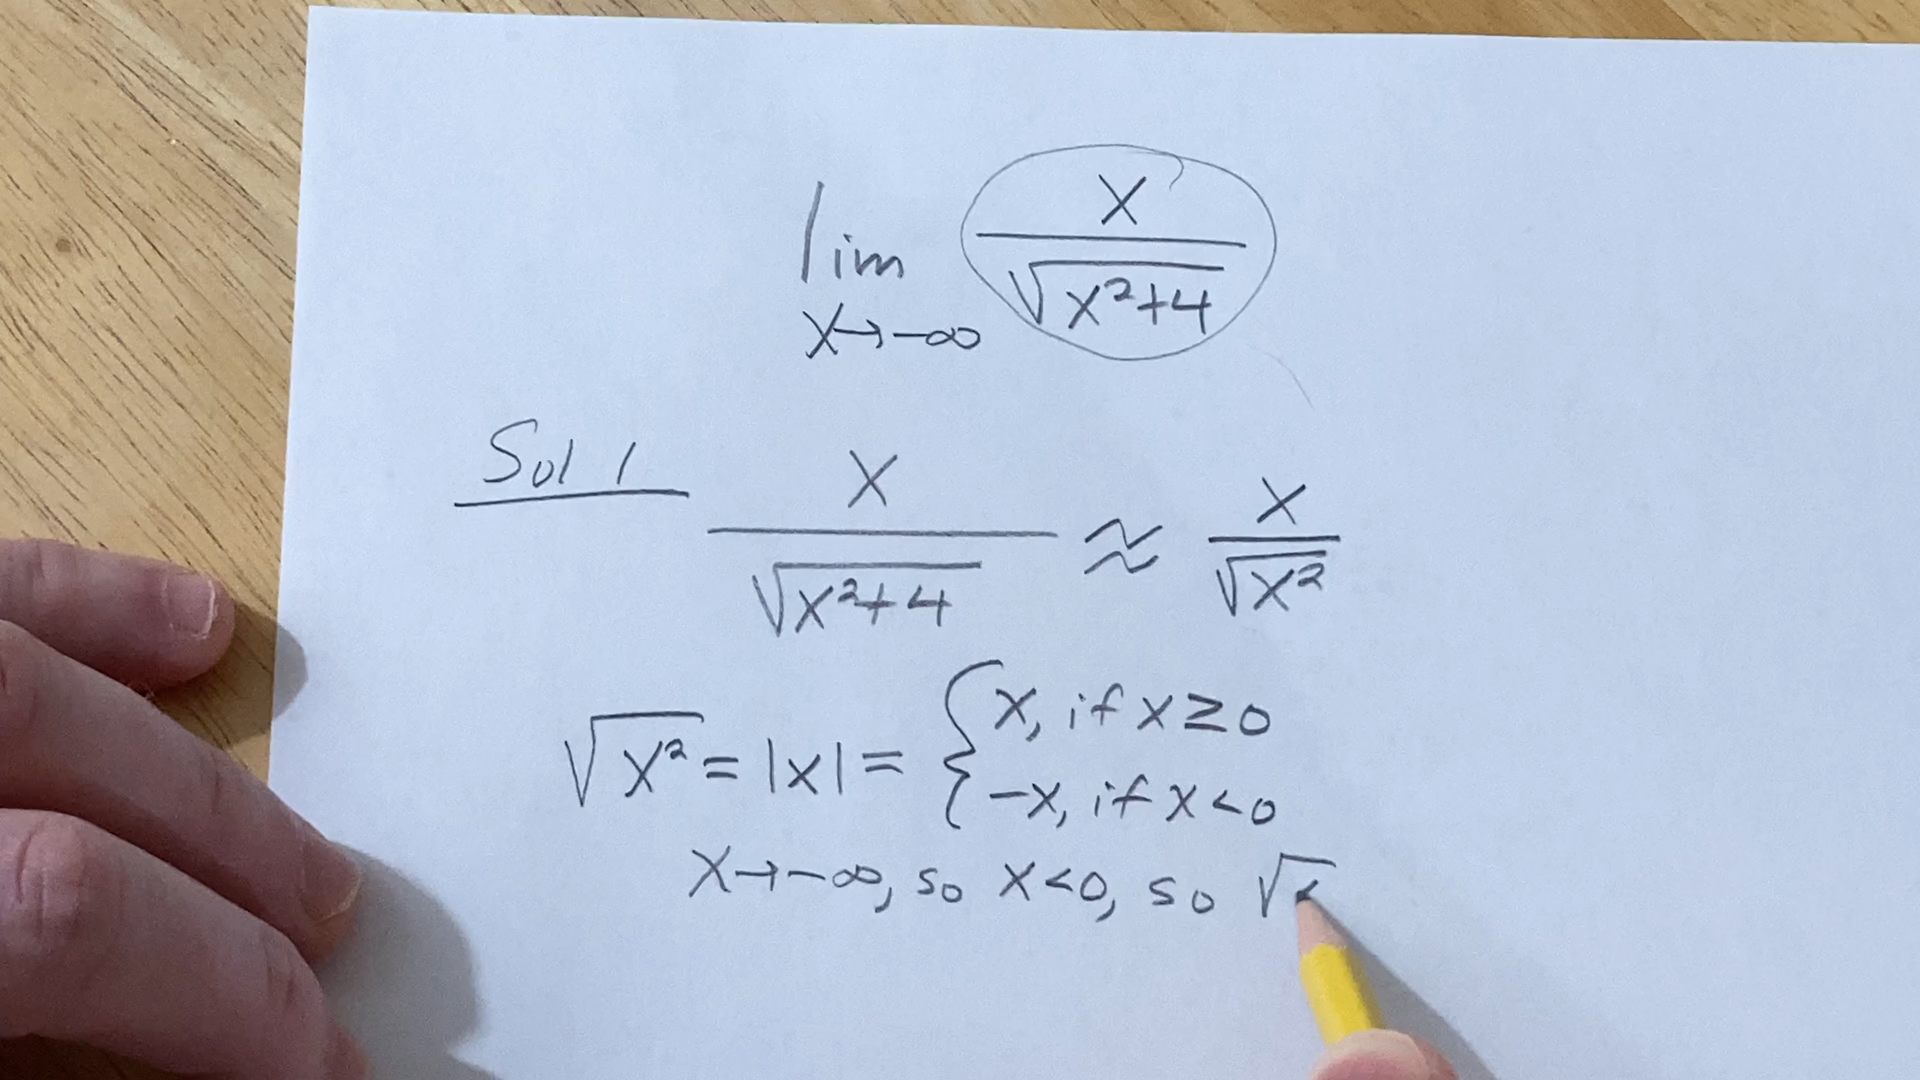 lim x→-∞ x/√(x²+4)
Sol 1 x/√(x²+4) ≈ x/√x²
√x² = |x| = { x, if x ≥ 0
-x, if x < 0
x→-∞, so x<0, so √